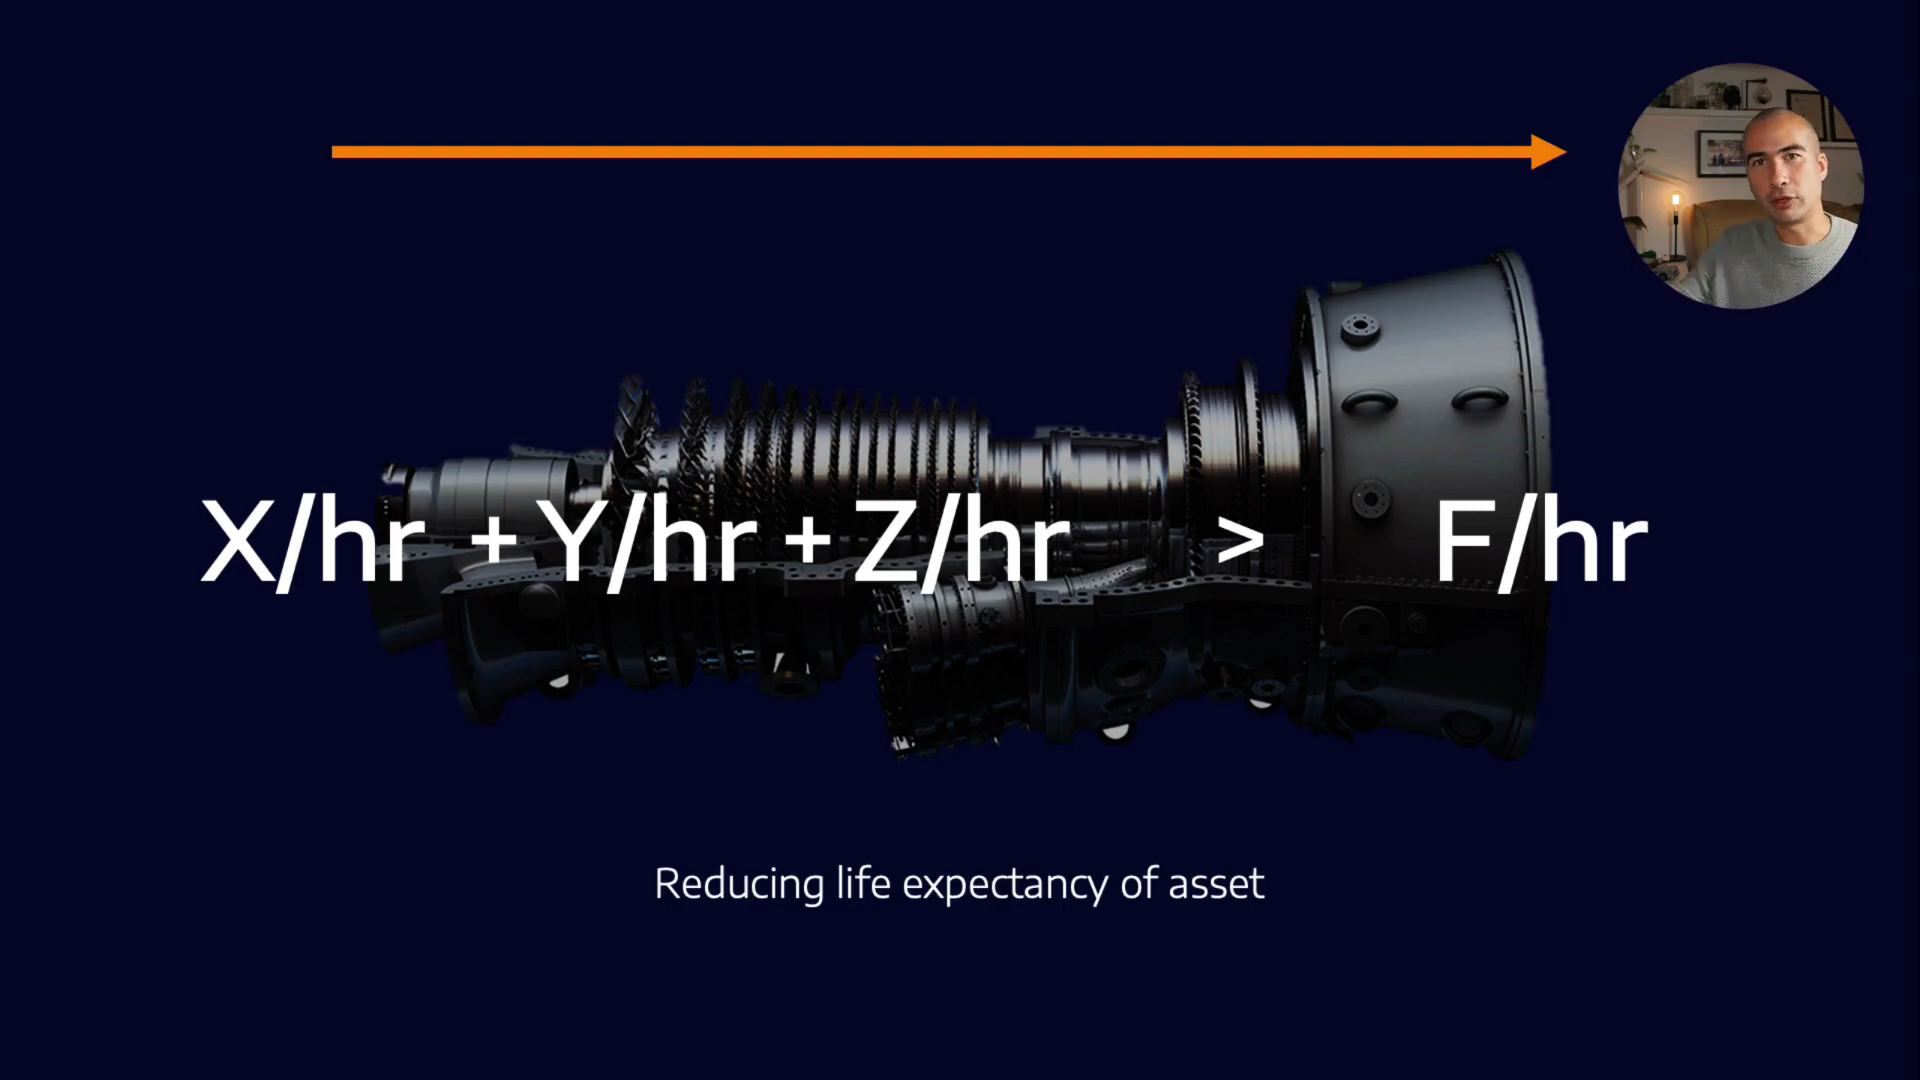 X/hr + Y/hr + Z/hr > F/hr
Reducing life expectancy of asset